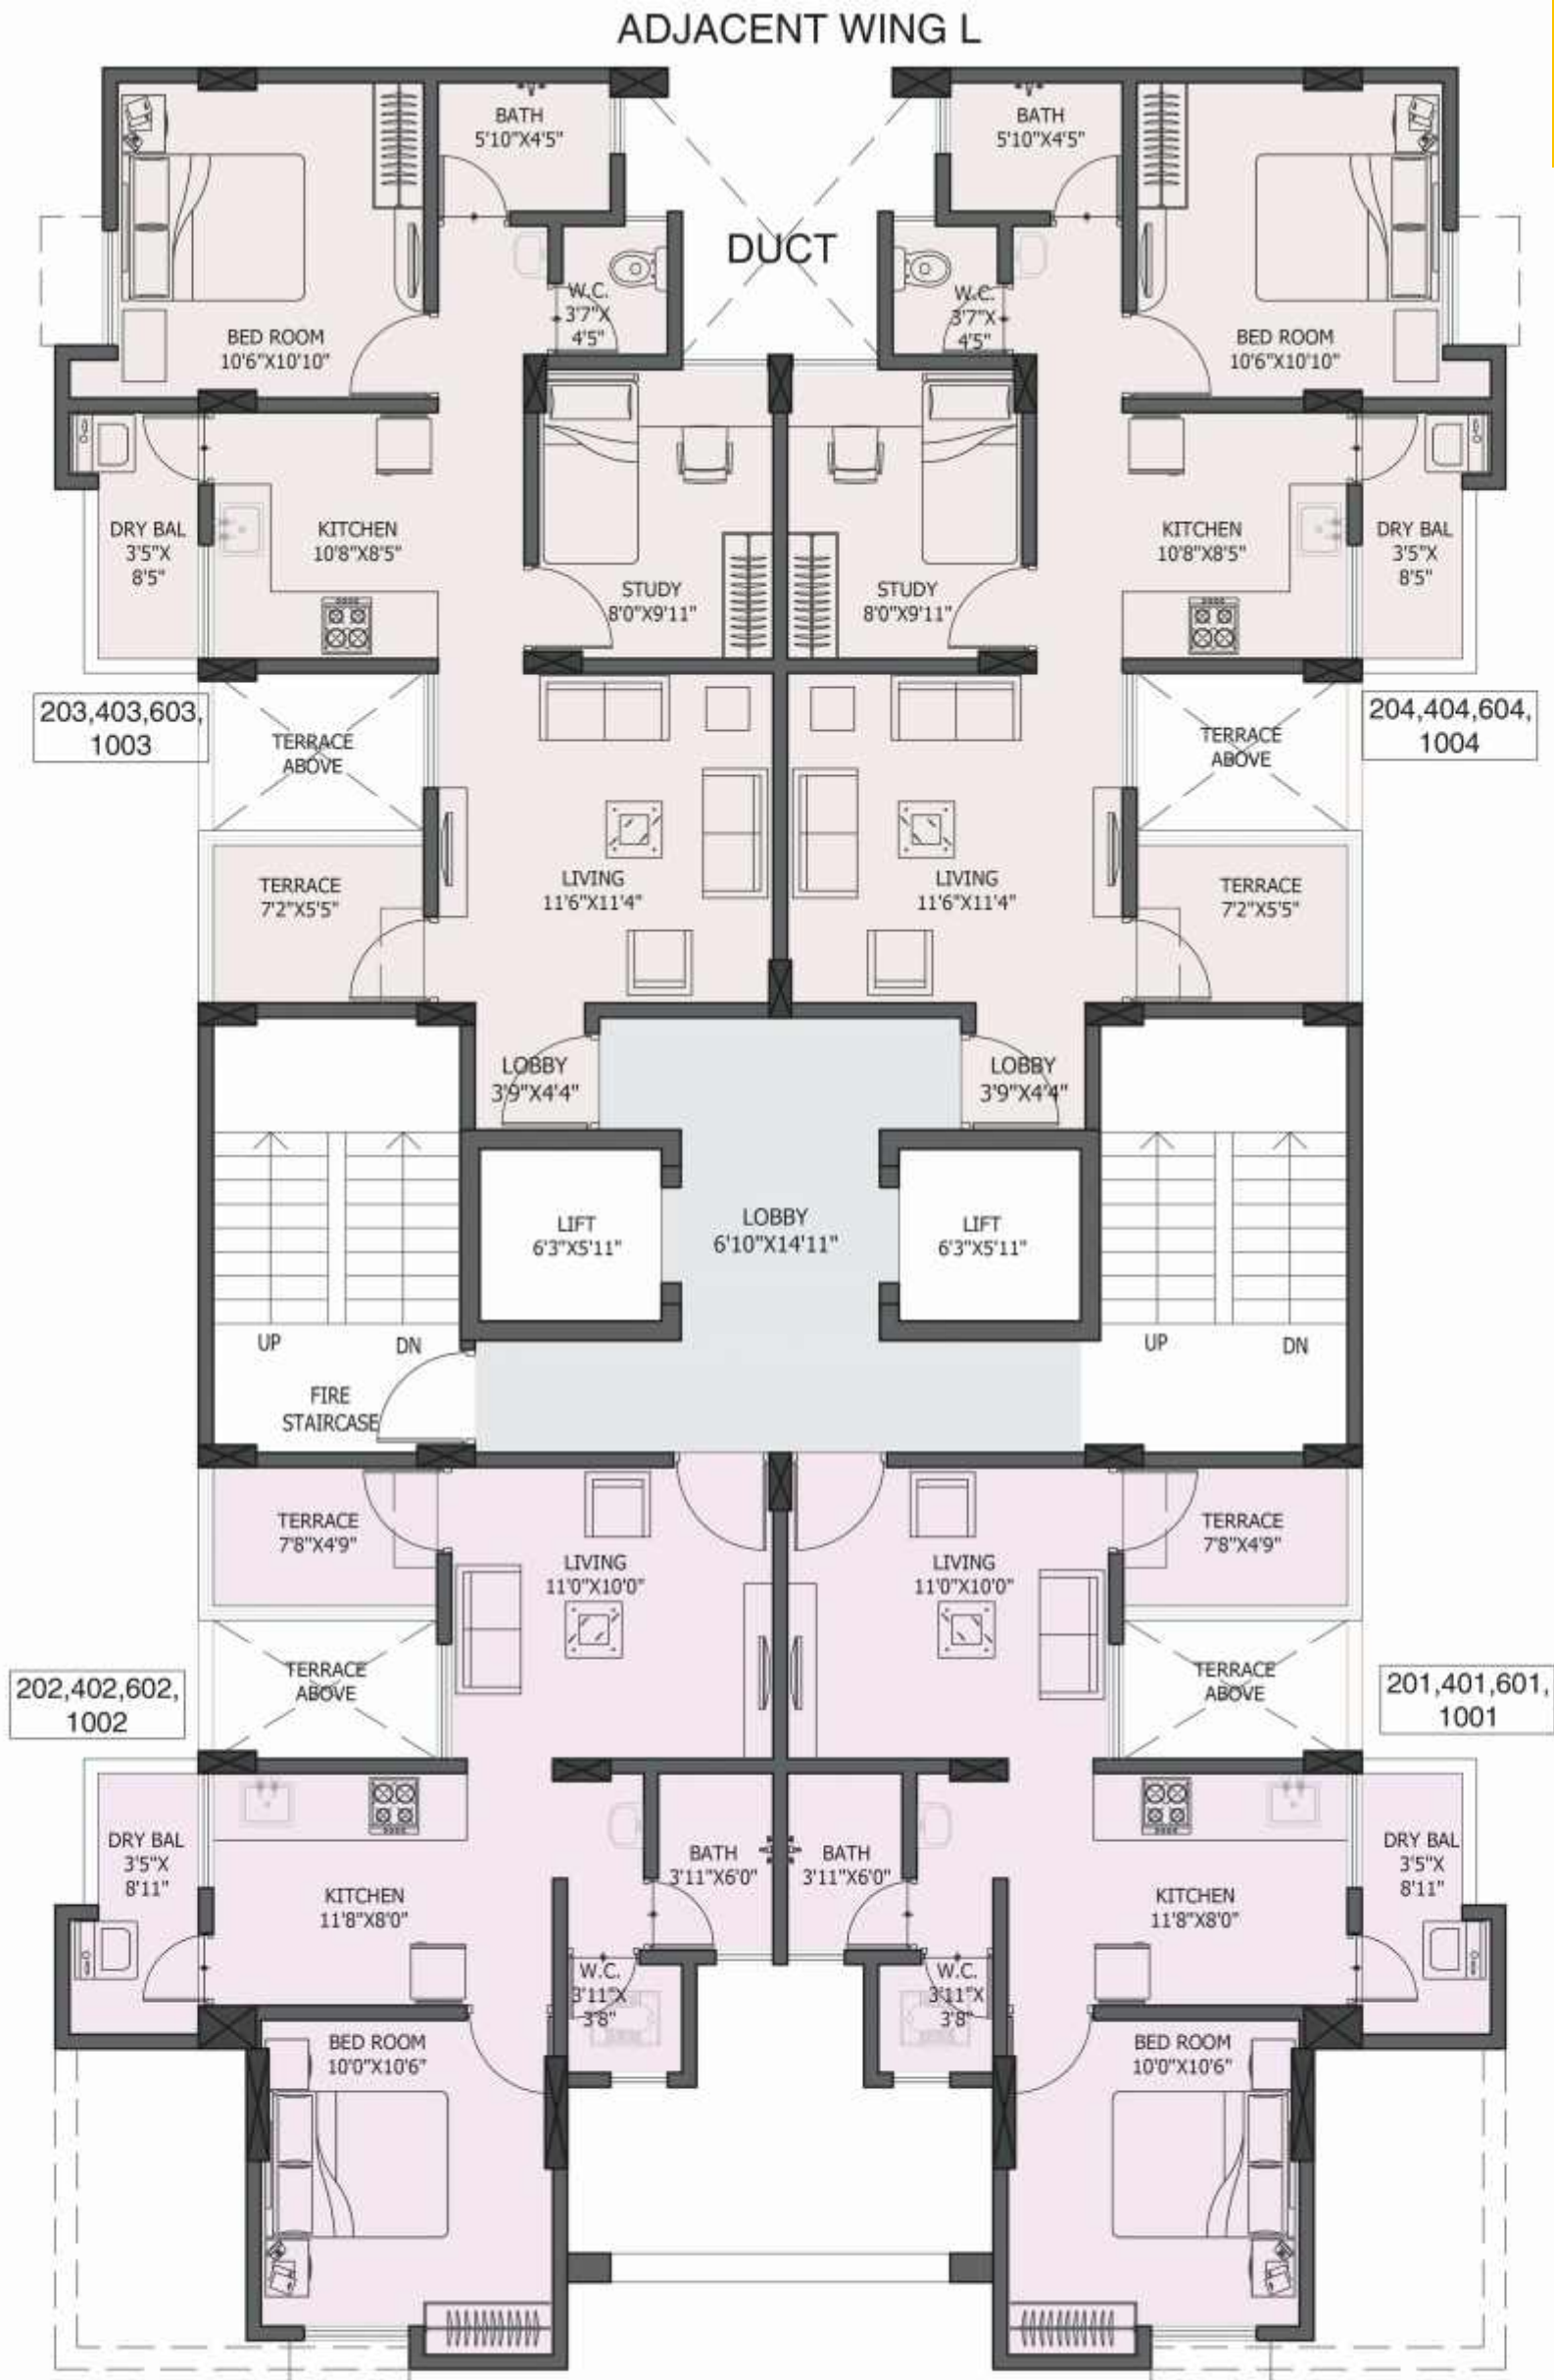 ADJACENT WING L
BATH
5'10"X4'5"
BATH
5'10"X4'5"
DUCT
W.C.
3'7"X
4'5"
W.C.
3'7"X
4'5"
BED ROOM
10'6"X10'10"
BED ROOM
10'6"X10'10"
DRY BAL
3'5"X
8'5"
KITCHEN
10'8"X8'5"
STUDY
8'0"X9'11"
STUDY
8'0"X9'11"
KITCHEN
10'8"X8'5"
DRY BAL
3'5"X
8'5"
203,403,603,
1003
TERRACE
ABOVE
TERRACE
ABOVE
204,404,604,
1004
TERRACE
7'2"X5'5"
LIVING
11'6"X11'4"
LIVING
11'6"X11'4"
TERRACE
7'2"X5'5"
LOBBY
3'9"X4'4"
LOBBY
3'9"X4'4"
LIFT
6'3"X5'11"
LOBBY
6'10"X14'11"
LIFT
6'3"X5'11"
UP
DN
UP
DN
FIRE
STAIRCASE
TERRACE
7'8"X4'9"
LIVING
11'0"X10'0"
LIVING
11'0"X10'0"
TERRACE
7'8"X4'9"
202,402,602,
1002
TERRACE
ABOVE
TERRACE
ABOVE
201,401,601,
1001
DRY BAL
3'5"X
8'11"
KITCHEN
11'8"X8'0"
BATH
3'11"X6'0"
BATH
3'11"X6'0"
KITCHEN
11'8"X8'0"
DRY BAL
3'5"X
8'11"
W.C.
3'11"X
3'8"
W.C.
3'11"X
3'8"
BED ROOM
10'0"X10'6"
BED ROOM
10'0"X10'6"